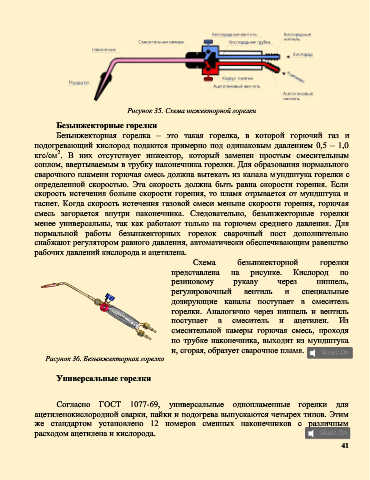 Кислородный вентиль
Кислородный ниппель
Смесительная камера
Кислородная трубка
Наконечник
Кислород
Мундштук
Корпус горелки
Ацетиленовый вентиль
Ацетиленовый ниппель
Рисунок 35. Схема инжекторной горелки
Безынжекторные горелки
Безынжекторная горелка – это такая горелка, в которой горючий газ и
подогревающий кислород подаются примерно под одинаковым давлением 0,5 – 1,0
кгс/см2. В них отсутствует инжектор, который заменен простым смесительным
соплом, ввертываемым в трубку наконечника горелки. Для образования нормального
сварочного пламени горючая смесь должна вытекать из канала мундштука горелки с
определенной скоростью. Эта скорость должна быть равна скорости горения. Если
скорость истечения больше скорости горения, то пламя отрывается от мундштука и
гаснет. Когда скорость истечения газовой смеси меньше скорости горения, горючая
смесь загорается внутри наконечника. Следовательно, безынжекторные горелки
менее универсальны, так как работают только на горючем среднего давления. Для
нормальной работы безынжекторных горелок сварочный пост дополнительно
снабжают регулятором равного давления, автоматически обеспечивающим равенство
рабочих давлений кислорода и ацетилена.
Схема безынжекторной горелки
представлена на рисунке. Кислород по
резиновому рукаву через ниппель,
регулировочный вентиль и специальные
дозирующие каналы поступает в смеситель
горелки. Аналогично через ниппель и вентиль
поступает в смеситель и ацетилен. Из
смесительной камеры горючая смесь, проходя
по трубке наконечника, выходит из мундштука
и, сгорая, образует сварочное пламя.
Рисунок 36. Безынжекторная горелка
Универсальные горелки
Согласно ГОСТ 1077-69, универсальные однопламенные горелки для
ацетиленокислородной сварки, пайки и подогрева выпускаются четырех типов. Этим
же стандартом установлено 12 номеров сменных наконечников с различным
расходом ацетилена и кислорода.
41